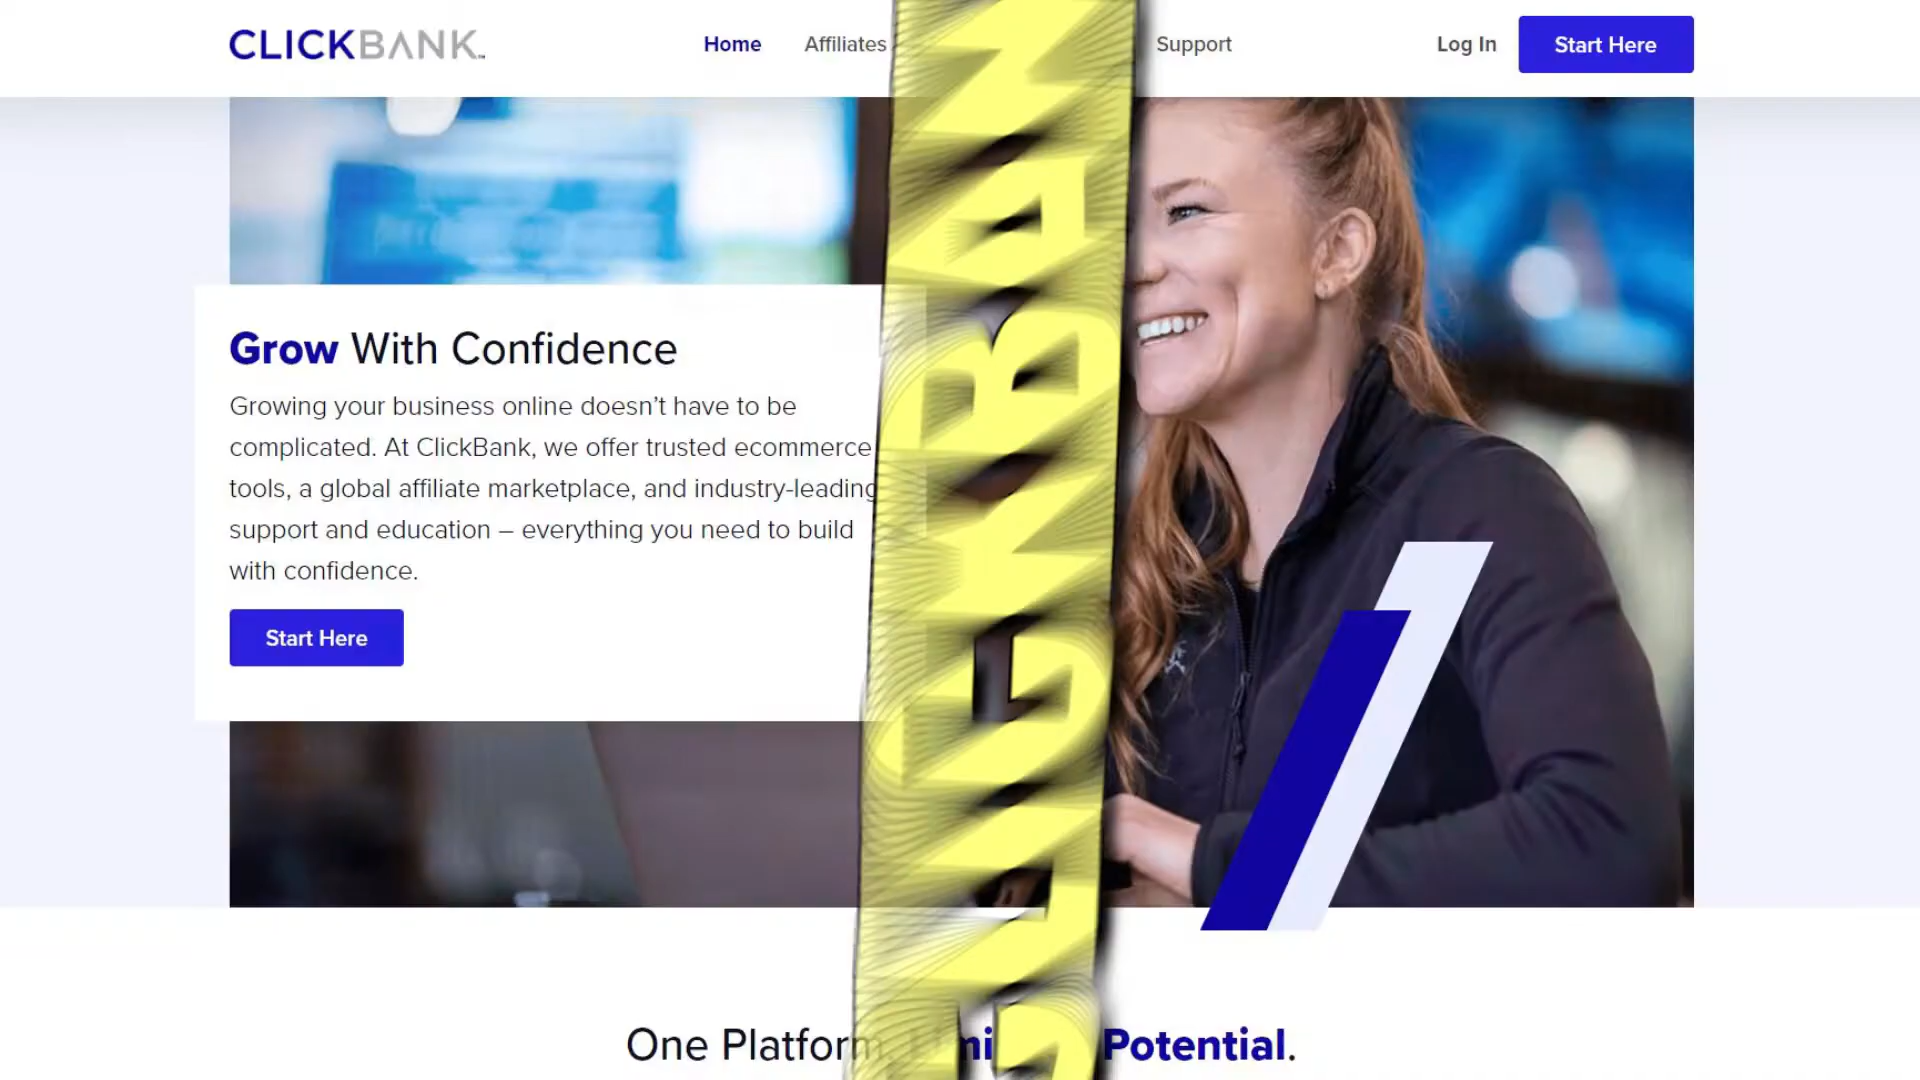 CLICKBANK
Home
Affiliates
Support
Log In
Start Here
Grow With Confidence
Growing your business online doesn’t have to be
complicated. At ClickBank, we offer trusted ecommerce
tools, a global affiliate marketplace, and industry-leading
support and education – everything you need to build
with confidence.
Start Here
One Platform. Potential.